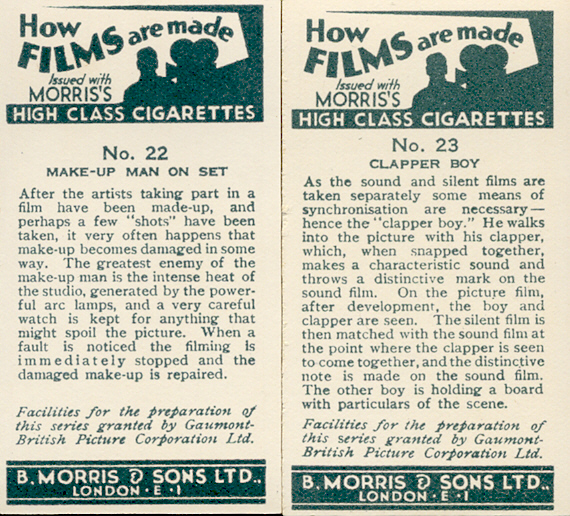 How
FILMS are made
Issued with
MORRIS'S
HIGH CLASS CIGARETTES
No. 22
MAKE-UP MAN ON SET
After the artists taking part in a
film have been made-up, and
perhaps a few "shots" have been
taken, it very often happens that
make-up becomes damaged in some
way. The greatest enemy of the
make-up man is the intense heat of
the studio, generated by the power-
ful arc lamps, and a very careful
watch is kept for anything that
might spoil the picture. When a
fault is noticed the filming is
immediately stopped and the
damaged make-up is repaired.
Facilities for the preparation of
this series granted by Gaumont-
British Picture Corporation Ltd.
B. MORRIS & SONS LTD.,
LONDON · E · 1
How
FILMS are made
Issued with
MORRIS'S
HIGH CLASS CIGARETTES
No. 23
CLAPPER BOY
As the sound and silent films are
taken separately some means of
synchronisation are necessary—
hence the "clapper boy." He walks
into the picture with his clapper,
which, when snapped together,
makes a characteristic sound and
throws a distinctive mark on the
sound film. On the picture film,
after development, the boy and
clapper are seen. The silent film is
then matched with the sound film at
the point where the clapper is seen
to come together, and the distinctive
note is made on the sound film.
The other boy is holding a board
with particulars of the scene.
Facilities for the preparation of
this series granted by Gaumont-
British Picture Corporation Ltd.
B. MORRIS & SONS LTD.,
LONDON · E · 1